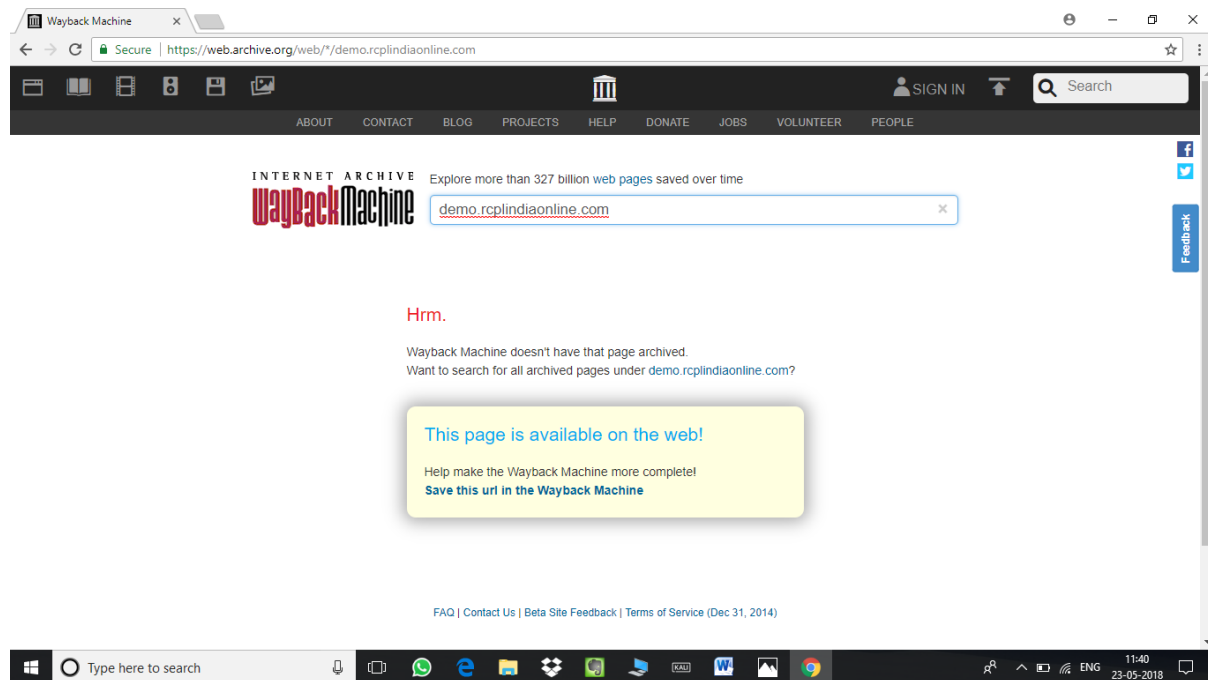 Wayback Machine
Secure | https://web.archive.org/web/*/demo.rcplindiaonline.com
SIGN IN
Search
ABOUT CONTACT BLOG PROJECTS HELP DONATE JOBS VOLUNTEER PEOPLE
INTERNET ARCHIVE
WayBackMachine
Explore more than 327 billion web pages saved over time
demo.rcplindiaonline.com
Feedback
Hrm.
Wayback Machine doesn't have that page archived.
Want to search for all archived pages under demo.rcplindiaonline.com?
This page is available on the web!
Help make the Wayback Machine more complete!
Save this url in the Wayback Machine
FAQ | Contact Us | Beta Site Feedback | Terms of Service (Dec 31, 2014)
Type here to search
KALI
ENG
11:40
23-05-2018